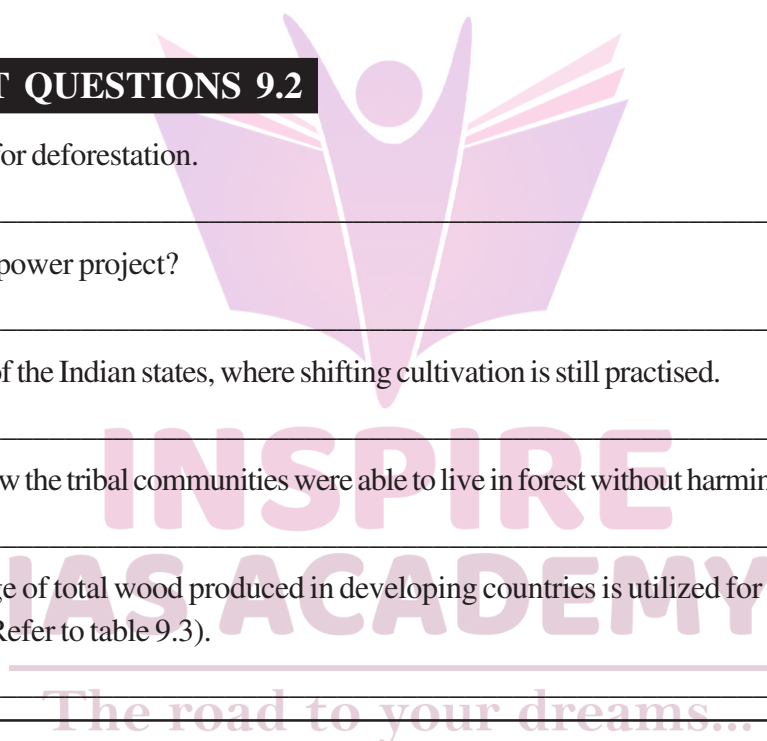 T QUESTIONS 9.2
for deforestation.
power project?
of the Indian states, where shifting cultivation is still practised.
w the tribal communities were able to live in forest without harmin
ge of total wood produced in developing countries is utilized for
Refer to table 9.3).
INSPIRE
IAS ACADEMY
The road to your dreams...